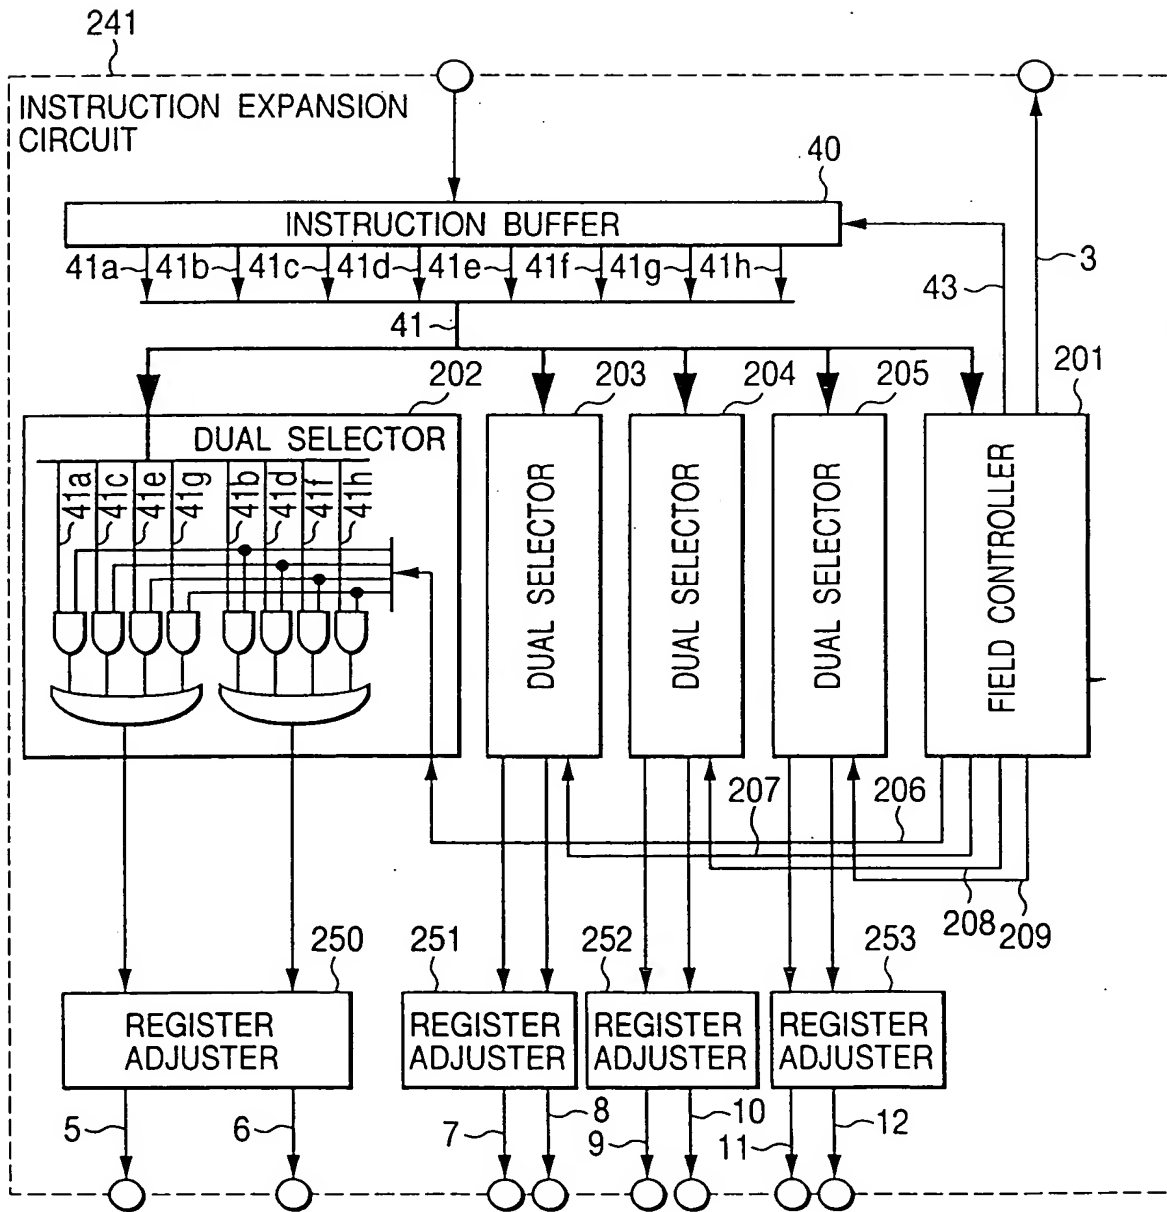 241
INSTRUCTION EXPANSION
CIRCUIT
40
INSTRUCTION BUFFER
41a 41b 41c 41d 41e 41f 41g 41h
43
3
41
202
203
204
205
201
DUAL SELECTOR
41a 41c 41e 41g 41b 41d 41f 41h
DUAL SELECTOR
DUAL SELECTOR
DUAL SELECTOR
FIELD CONTROLLER
207
206
208
209
250
251
252
253
REGISTER
ADJUSTER
REGISTER
ADJUSTER
REGISTER
ADJUSTER
REGISTER
ADJUSTER
5
6
7
8
9
10
11
12